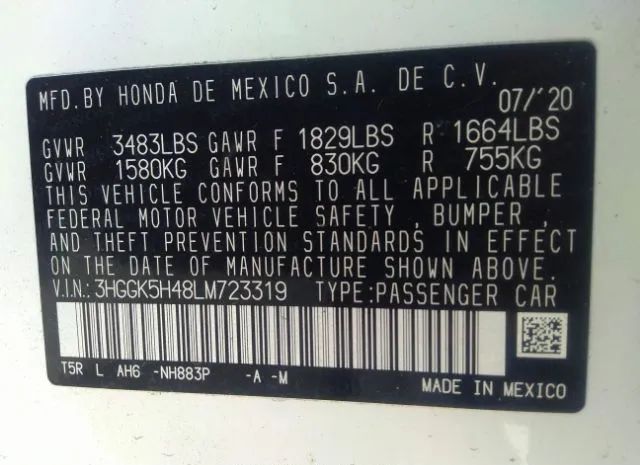 MFD.BY HONDA DE MEXICO S.A. DE C.V.
07/'20
GVWR 3483LBS GAWR F 1829LBS R 1664LBS
GVWR 1580KG GAWR F 830KG R 755KG
THIS VEHICLE CONFORMS TO ALL APPLICABLE
FEDERAL MOTOR VEHICLE SAFETY , BUMPER ,
AND THEFT PREVENTION STANDARDS IN EFFECT
ON THE DATE OF MANUFACTURE SHOWN ABOVE.
V.I.N.:3HGGK5H48LM723319 TYPE:PASSENGER CAR
T5R L AH6 -NH883P -A -M
MADE IN MEXICO